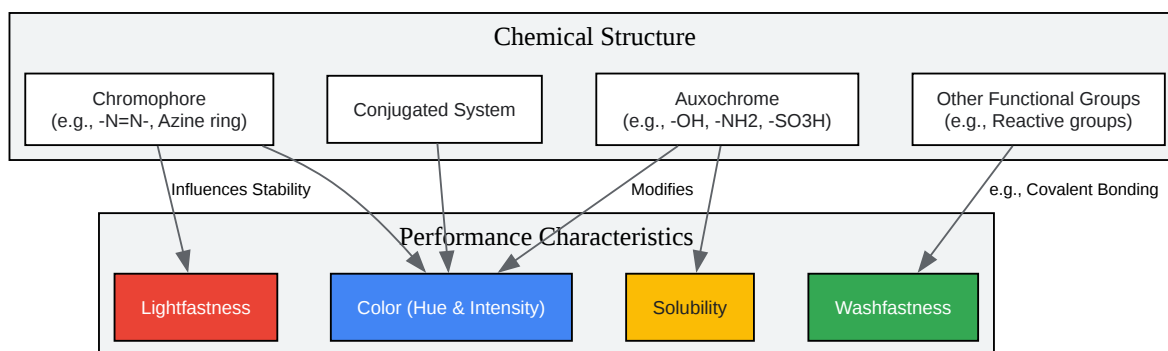 Chemical Structure
Chromophore
(e.g., -N=N-, Azine ring)
Conjugated System
Auxochrome
(e.g., -OH, -NH2, -SO3H)
Other Functional Groups
(e.g., Reactive groups)
Influences Stability
Modifies
e.g., Covalent Bonding
Performance Characteristics
Lightfastness
Color (Hue & Intensity)
Solubility
Washfastness